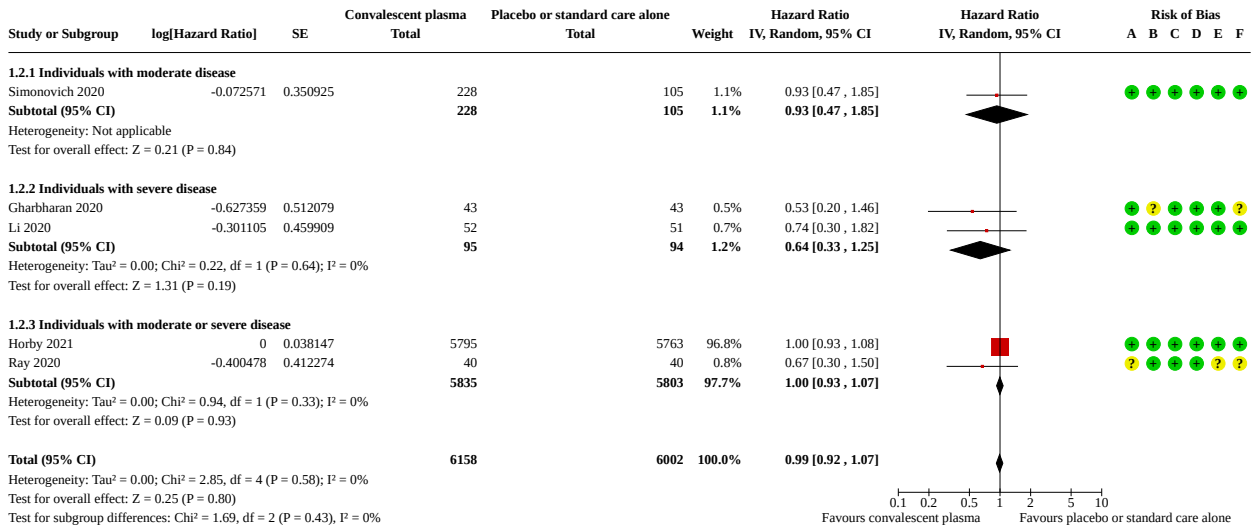 Convalescent plasma Placebo or standard care alone Hazard Ratio Hazard Ratio Risk of Bias
Study or Subgroup log[Hazard Ratio] SE Total Total Weight IV, Random, 95% CI IV, Random, 95% CI A B C D E F
1.2.1 Individuals with moderate disease
Simonovich 2020 -0.072571 0.350925 228 105 1.1% 0.93 [0.47 , 1.85] + + + + + +
Subtotal (95% CI) 228 105 1.1% 0.93 [0.47 , 1.85]
Heterogeneity: Not applicable
Test for overall effect: Z = 0.21 (P = 0.84)
1.2.2 Individuals with severe disease
Gharbharan 2020 -0.627359 0.512079 43 43 0.5% 0.53 [0.20 , 1.46] + ? + + + ?
Li 2020 -0.301105 0.459909 52 51 0.7% 0.74 [0.30 , 1.82] + + + + + +
Subtotal (95% CI) 95 94 1.2% 0.64 [0.33 , 1.25]
Heterogeneity: Tau² = 0.00; Chi² = 0.22, df = 1 (P = 0.64); I² = 0%
Test for overall effect: Z = 1.31 (P = 0.19)
1.2.3 Individuals with moderate or severe disease
Horby 2021 0 0.038147 5795 5763 96.8% 1.00 [0.93 , 1.08] + + + + + +
Ray 2020 -0.400478 0.412274 40 40 0.8% 0.67 [0.30 , 1.50] ? + + + ? ?
Subtotal (95% CI) 5835 5803 97.7% 1.00 [0.93 , 1.07]
Heterogeneity: Tau² = 0.00; Chi² = 0.94, df = 1 (P = 0.33); I² = 0%
Test for overall effect: Z = 0.09 (P = 0.93)
Total (95% CI) 6158 6002 100.0% 0.99 [0.92 , 1.07]
Heterogeneity: Tau² = 0.00; Chi² = 2.85, df = 4 (P = 0.58); I² = 0%
Test for overall effect: Z = 0.25 (P = 0.80)
0.1 0.2 0.5 1 2 5 10
Test for subgroup differences: Chi² = 1.69, df = 2 (P = 0.43), I² = 0% Favours convalescent plasma Favours placebo or standard care alone